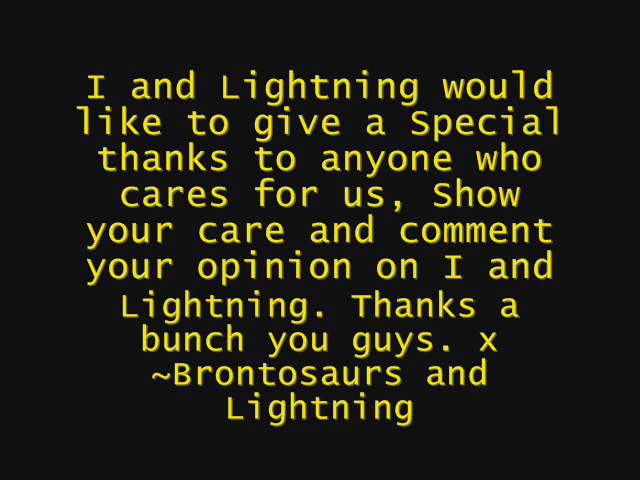 I and Lightning would
like to give a Special
thanks to anyone who
cares for us, Show
your care and comment
your opinion on I and
Lightning. Thanks a
bunch you guys. x
~Brontosaurs and
Lightning